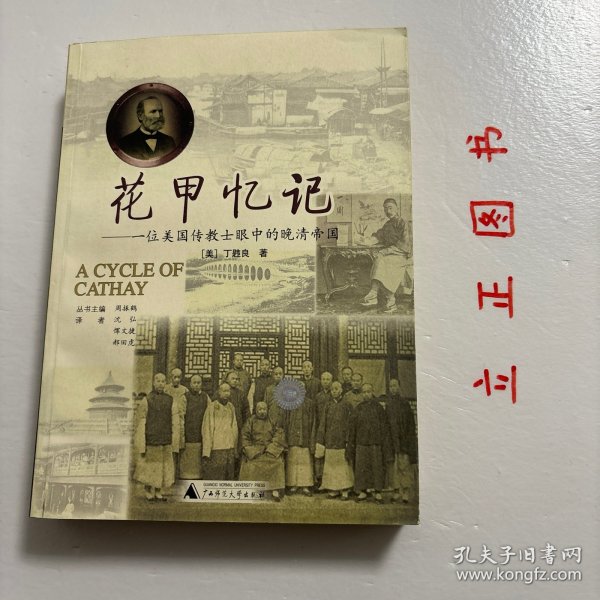 花甲忆记
——一位美国传教士眼中的晚清帝国
[美] 丁韪良 著
A CYCLE OF
CATHAY
丛书主编 周振鹤
译者 沈弘
恽文捷
郝田虎
GUANGXI NORMAL UNIVERSITY PRESS
广西师范大学出版社
立正图书
孔夫子旧书网
www.kongfz.com